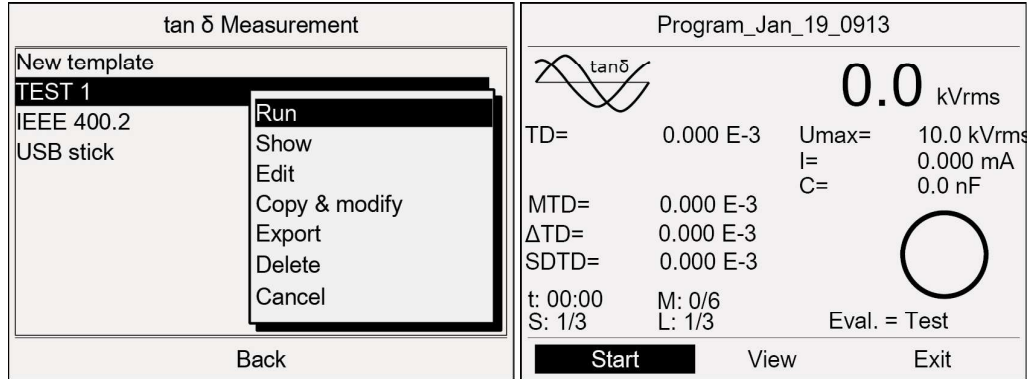 tan δ Measurement
New template
TEST 1
IEEE 400.2
USB stick
Run
Show
Edit
Copy & modify
Export
Delete
Cancel
Back
Program_Jan_19_0913
tanδ
0.0 kVrms
TD= 0.000 E-3 Umax= 10.0 kVrms
I= 0.000 mA
C= 0.0 nF
MTD= 0.000 E-3
ΔTD= 0.000 E-3
SDTD= 0.000 E-3
t: 00:00 M: 0/6
S: 1/3 L: 1/3 Eval. = Test
Start View Exit